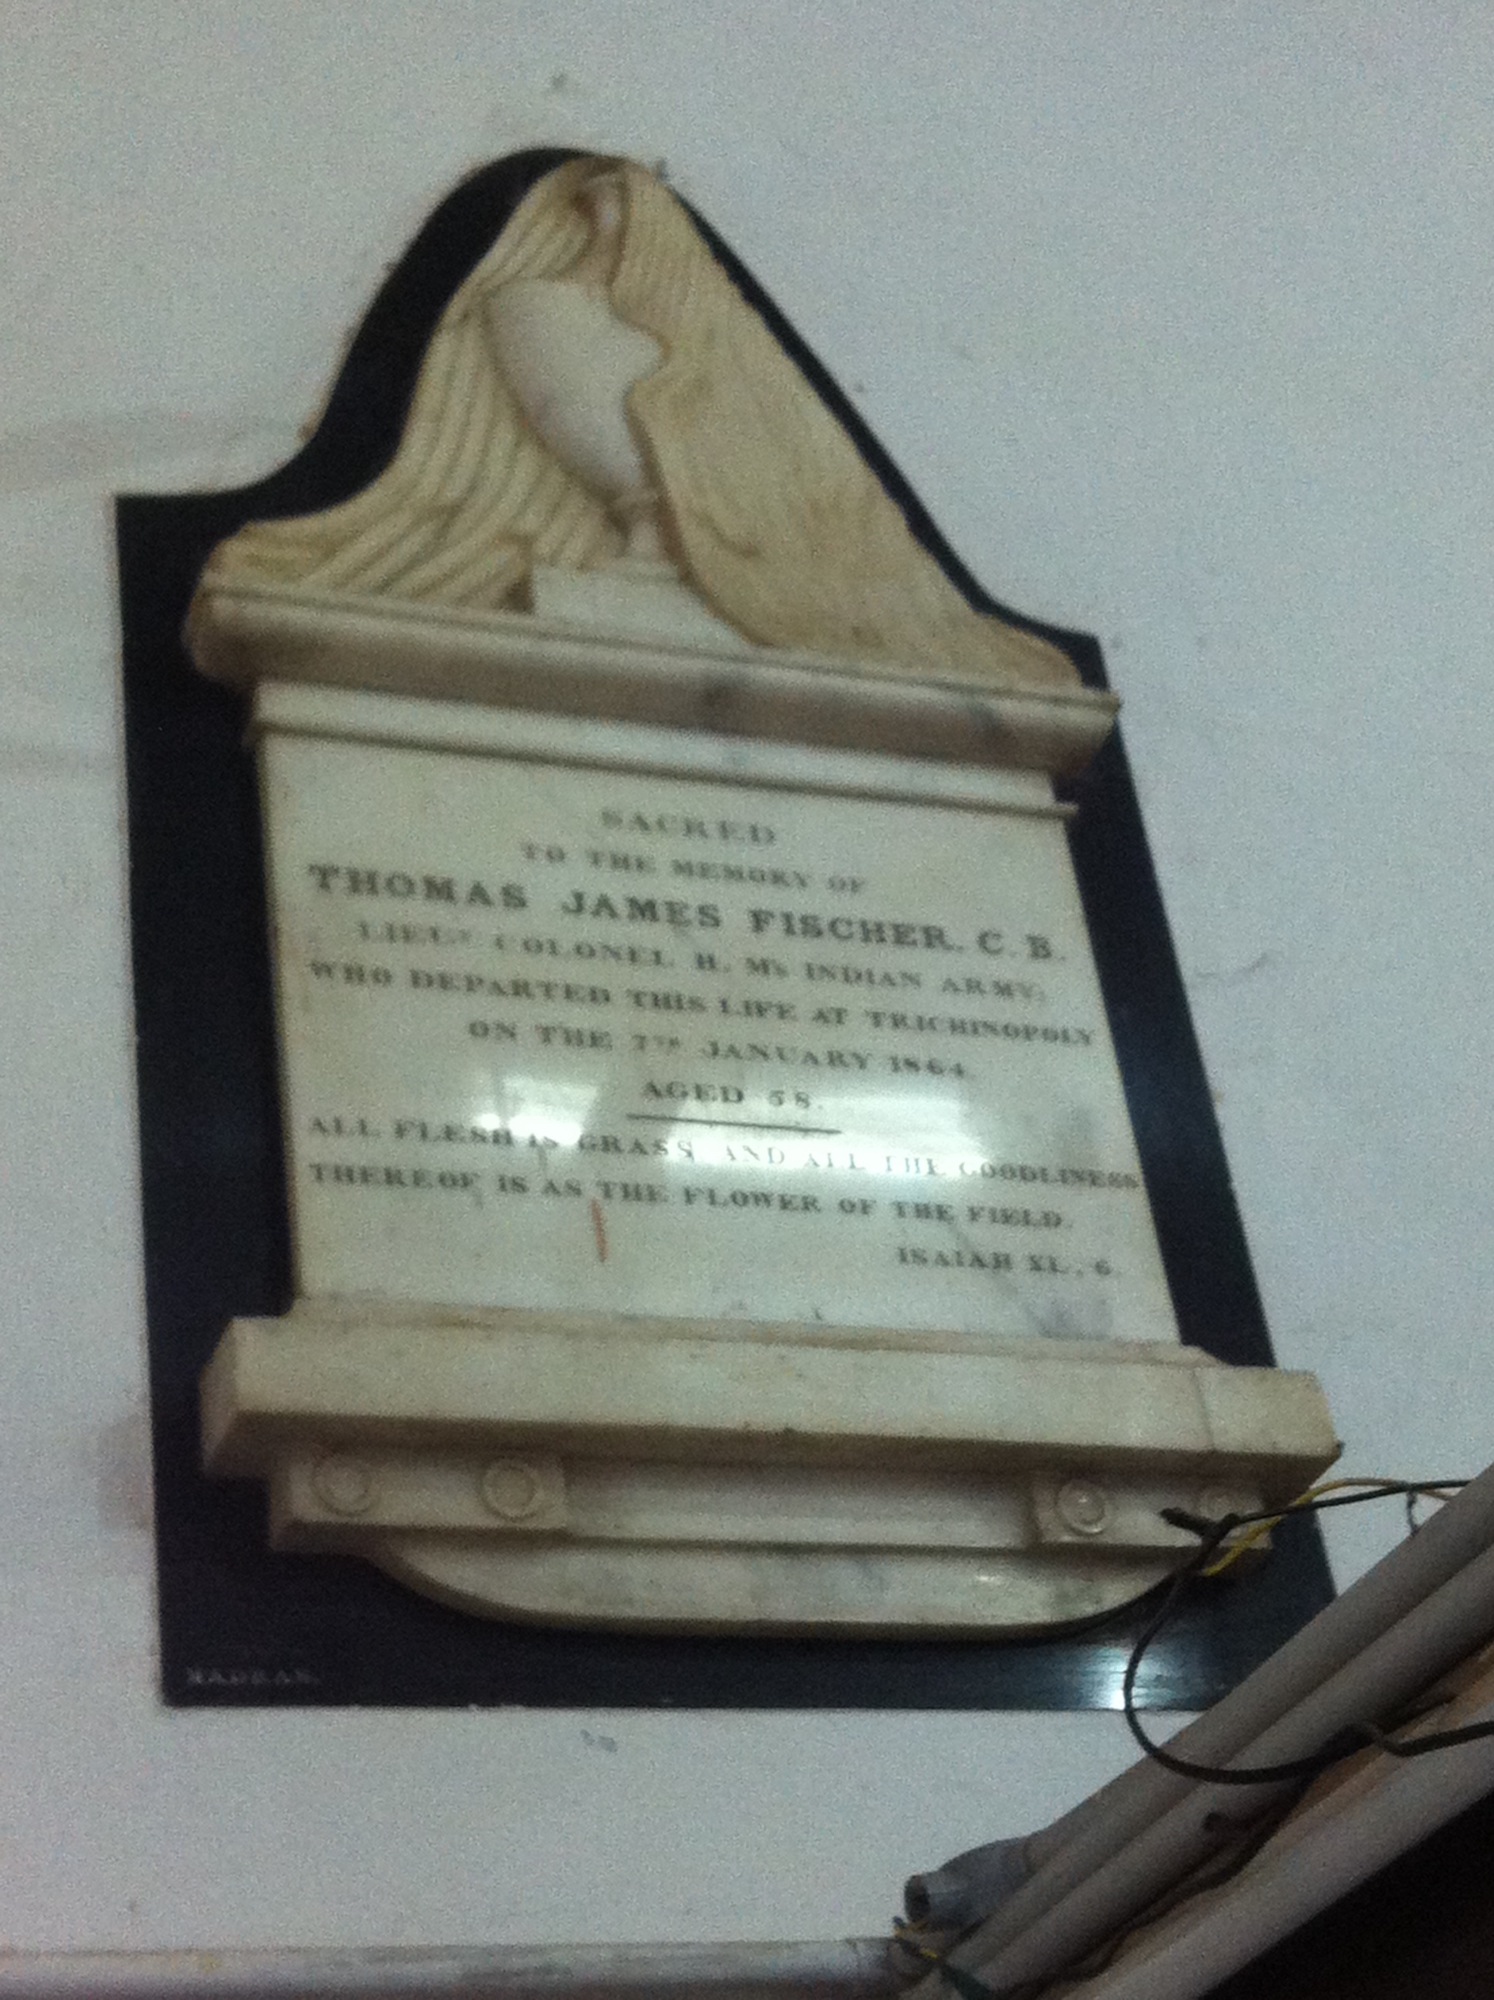 SACRED
TO THE MEMORY OF
THOMAS JAMES FISCHER. C. B.
LIEUT COLONEL H. M's INDIAN ARMY;
WHO DEPARTED THIS LIFE AT TRICHINOPOLY
ON THE 7TH JANUARY 1864.
AGED 58.
ALL FLESH IS GRASS, AND ALL THE GOODLINESS
THEREOF IS AS THE FLOWER OF THE FIELD.
ISAIAH XL, 6.
MADRAS.